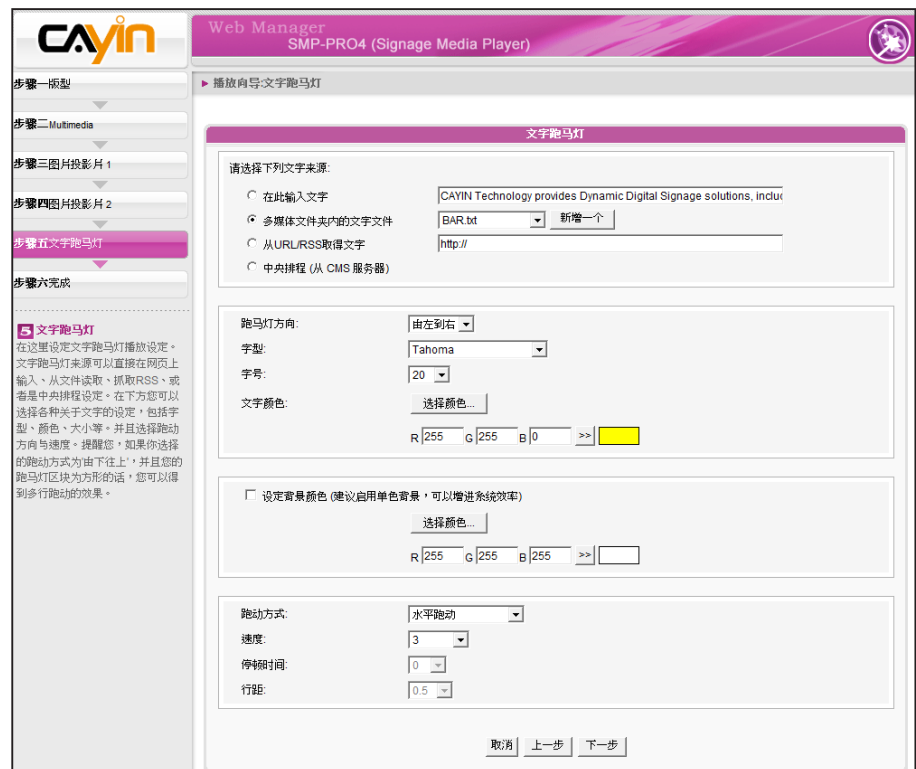 CAYIN
Web Manager
SMP-PRO4 (Signage Media Player)
步骤一版型
步骤二Multimedia
步骤三图片投影片 1
步骤四图片投影片 2
步骤五文字跑马灯
步骤六完成
5 文字跑马灯
在这里设定文字跑马灯播放设定。
文字跑马灯来源可以直接在网页上
输入、从文件读取、抓取RSS、或
者是中央排程设定。在下方您可以
选择各种关于文字的设定，包括字
型、颜色、大小等。并且选择跑动
方向与速度。提醒您，如果你选择
的跑动方式为'由下往上'，并且您的
跑马灯区块为方形的话，您可以得
到多行跑动的效果。
播放向导:文字跑马灯
文字跑马灯
请选择下列文字来源:
在此输入文字 CAYIN Technology provides Dynamic Digital Signage solutions, includ
多媒体文件夹内的文字文件 BAR.txt 新增一个
从URL/RSS取得文字 http://
中央排程 (从 CMS 服务器)
跑马灯方向: 由左到右
字型: Tahoma
字号: 20
文字颜色: 选择颜色...
R 255 G 255 B 0 >>
设定背景颜色 (建议启用单色背景，可以增进系统效率)
选择颜色...
R 255 G 255 B 255 >>
跑动方式: 水平跑动
速度: 3
停顿时间: 0
行距: 0.5
取消 上一步 下一步